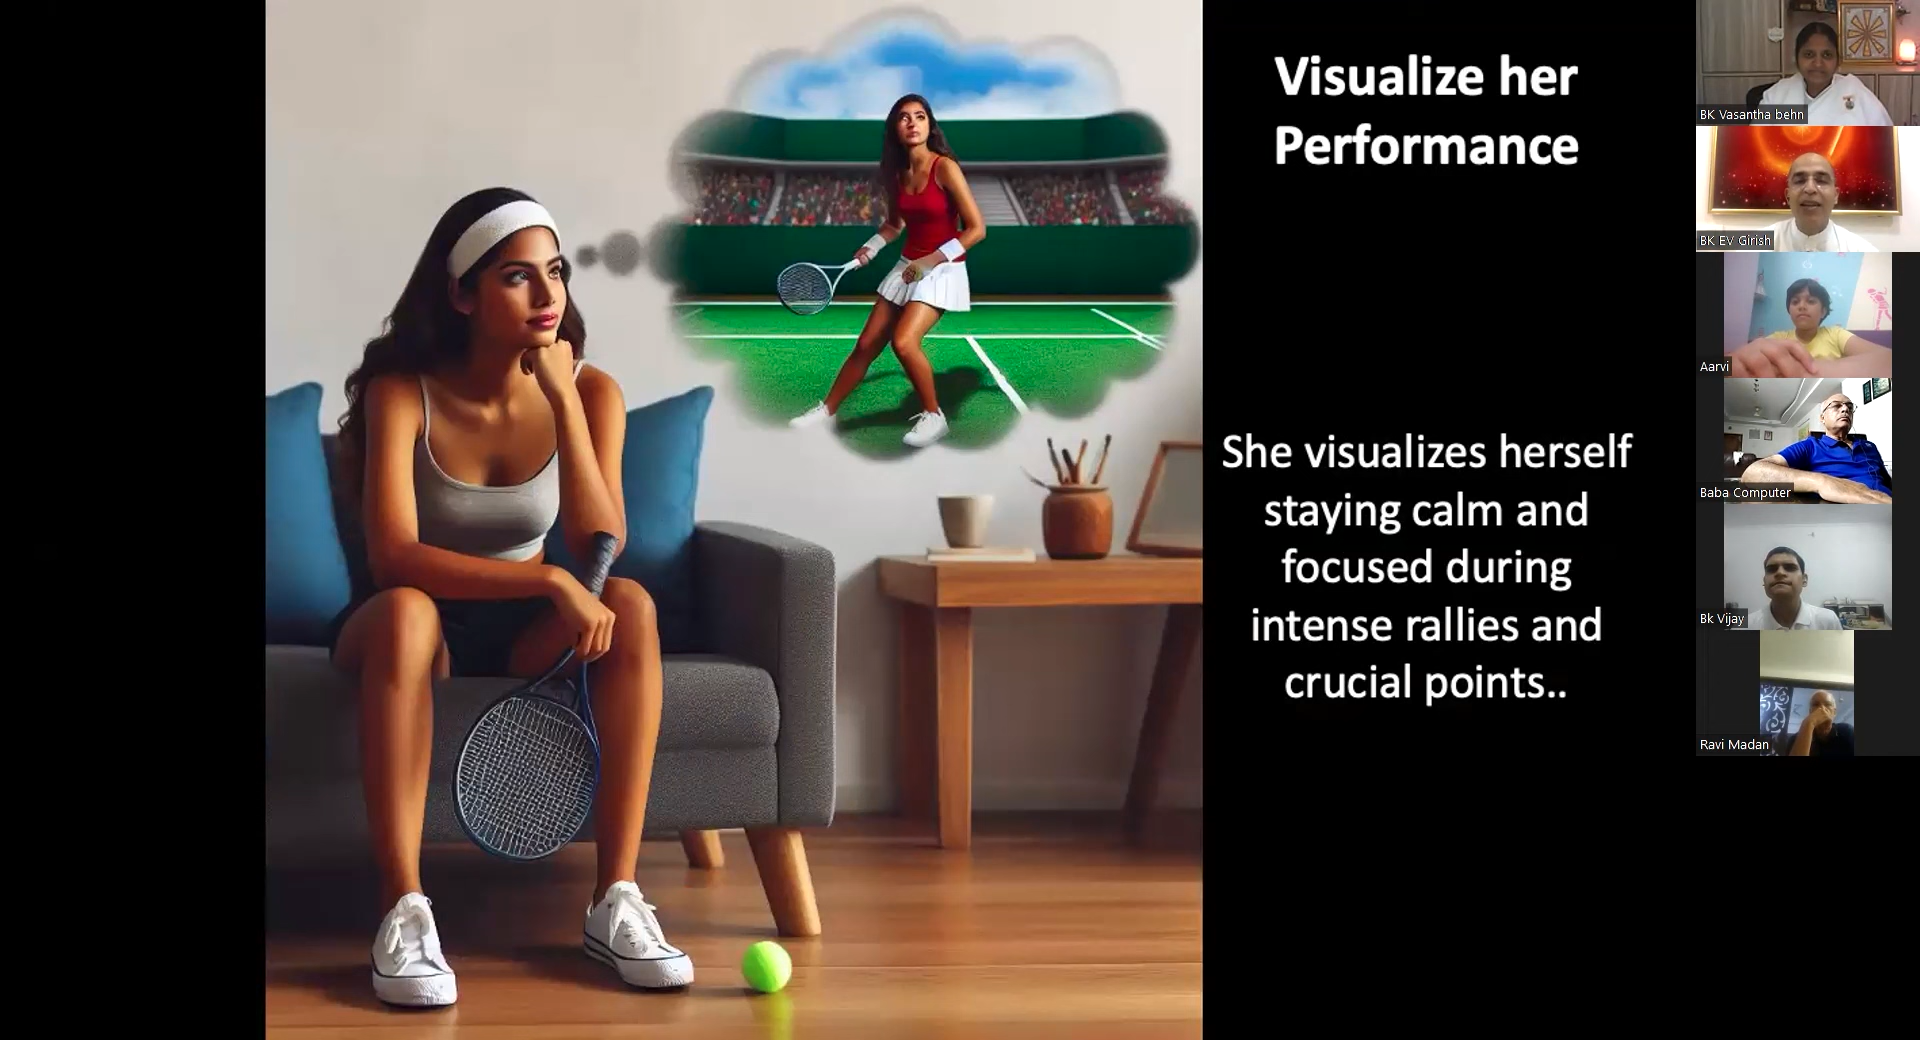 Visualize her
Performance
She visualizes herself
staying calm and
focused during
intense rallies and
crucial points..
BK Vasantha behn
BK EV Girish
Aarvi
Baba Computer
Bk Vijay
Ravi Madan